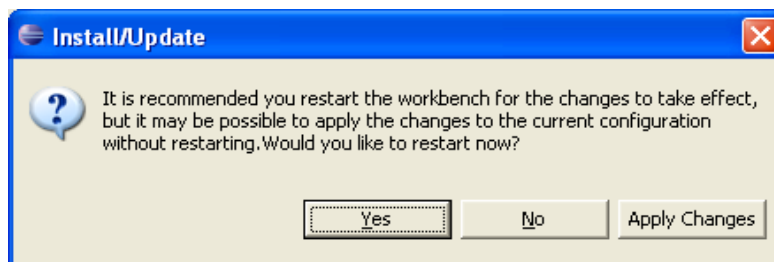 Install/Update
It is recommended you restart the workbench for the changes to take effect,
but it may be possible to apply the changes to the current configuration
without restarting.Would you like to restart now?
Yes No Apply Changes